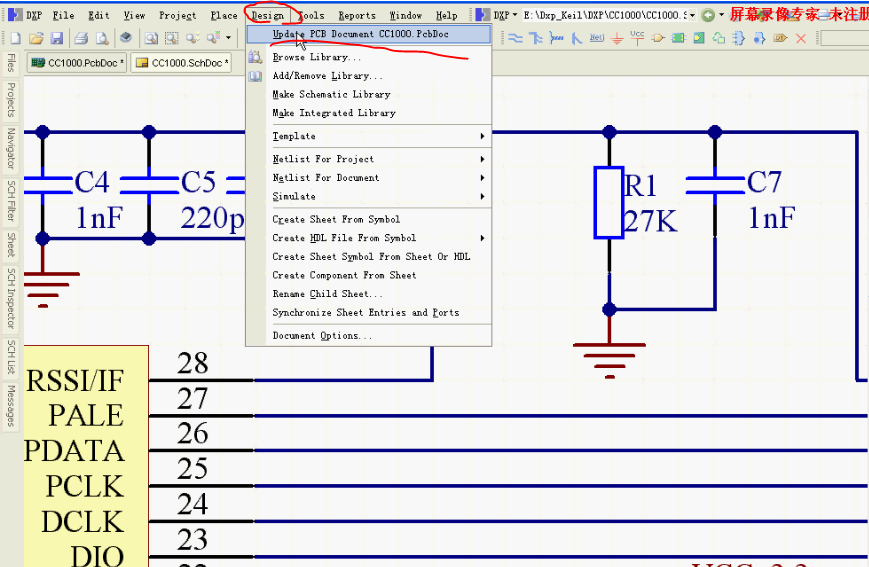 DXP File Edit View Project Place Design Tools Reports Window Help DXP E:\Dxp_Keil\DXP\CC1000\CC1000.S 屏幕录像专家 未注册
Update PCB Document CC1000.PcbDoc
Net1 Vcc
Browse Library...
Add/Remove Library...
Make Schematic Library
Make Integrated Library
Template
Netlist For Project
Netlist For Document
Simulate
Create Sheet From Symbol
Create HDL File From Symbol
Create Sheet Symbol From Sheet Or HDL
Create Component From Sheet
Rename Child Sheet...
Synchronize Sheet Entries and Ports
Document Options...
CC1000.PcbDoc * CC1000.SchDoc *
Files
Projects
Navigator
SCH Filter
Sheet
SCH Inspector
SCH List
Messages
C4 C5 R1 C7
1nF 220p 27K 1nF
RSSI/IF 28
PALE 27
PDATA 26
PCLK 25
DCLK 24
DIO 23